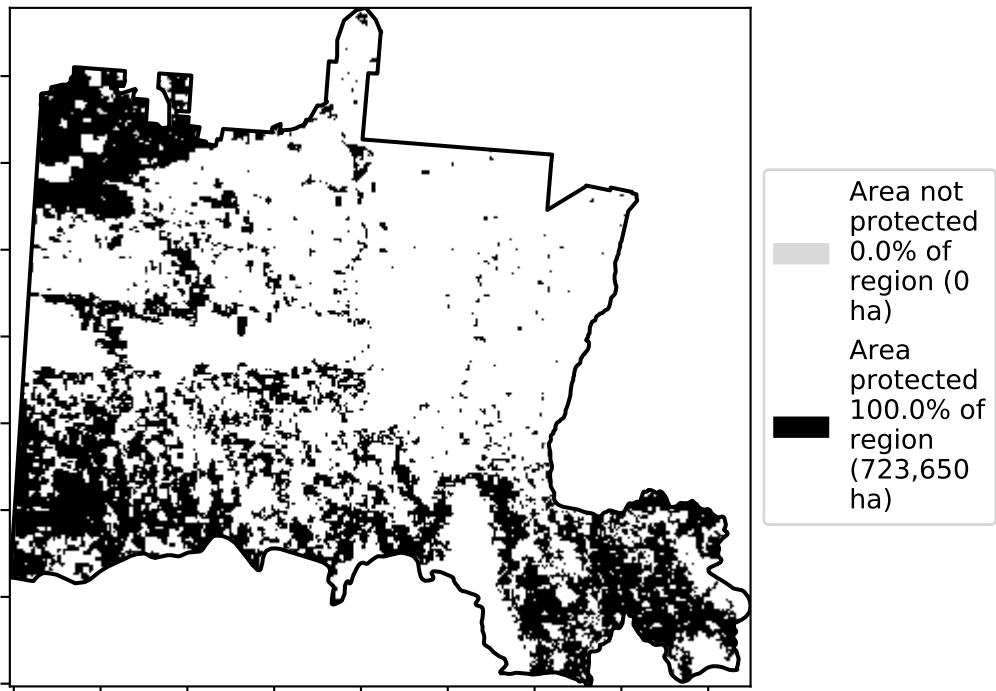 Area not
protected
0.0% of
region (0
ha)
Area
protected
100.0% of
region
(723,650
ha)